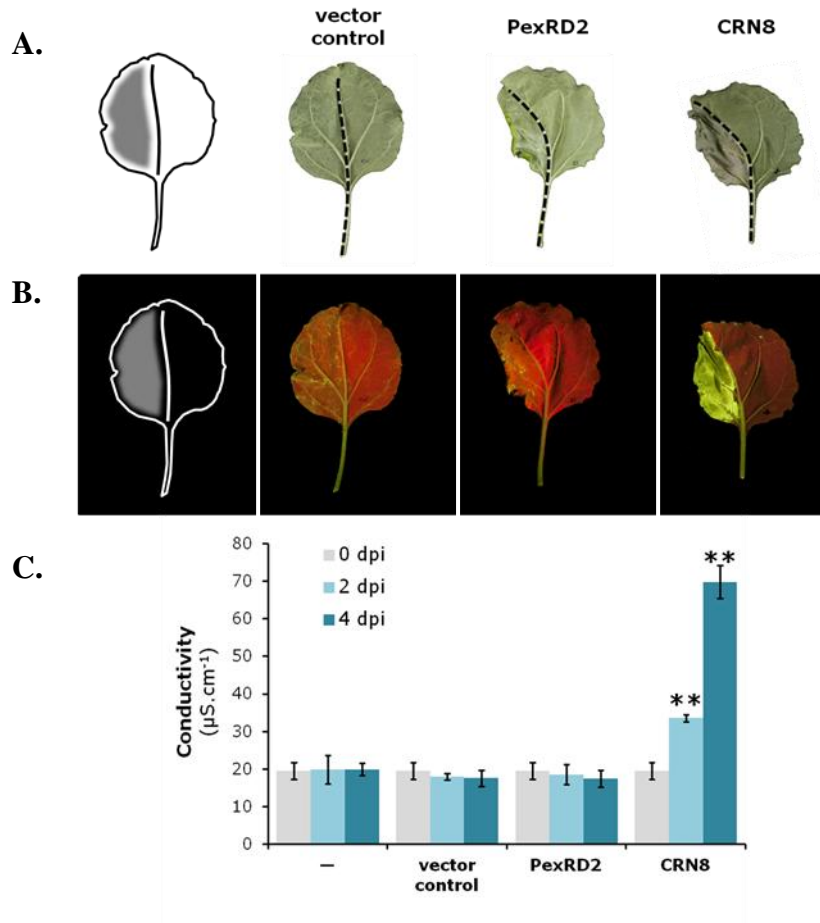 A.
vector
control
PexRD2
CRN8
B.
C.
80
70
60
50
40
30
20
10
0
Conductivity
(µS.cm⁻¹)
0 dpi
2 dpi
4 dpi
**
**
–
vector
control
PexRD2
CRN8